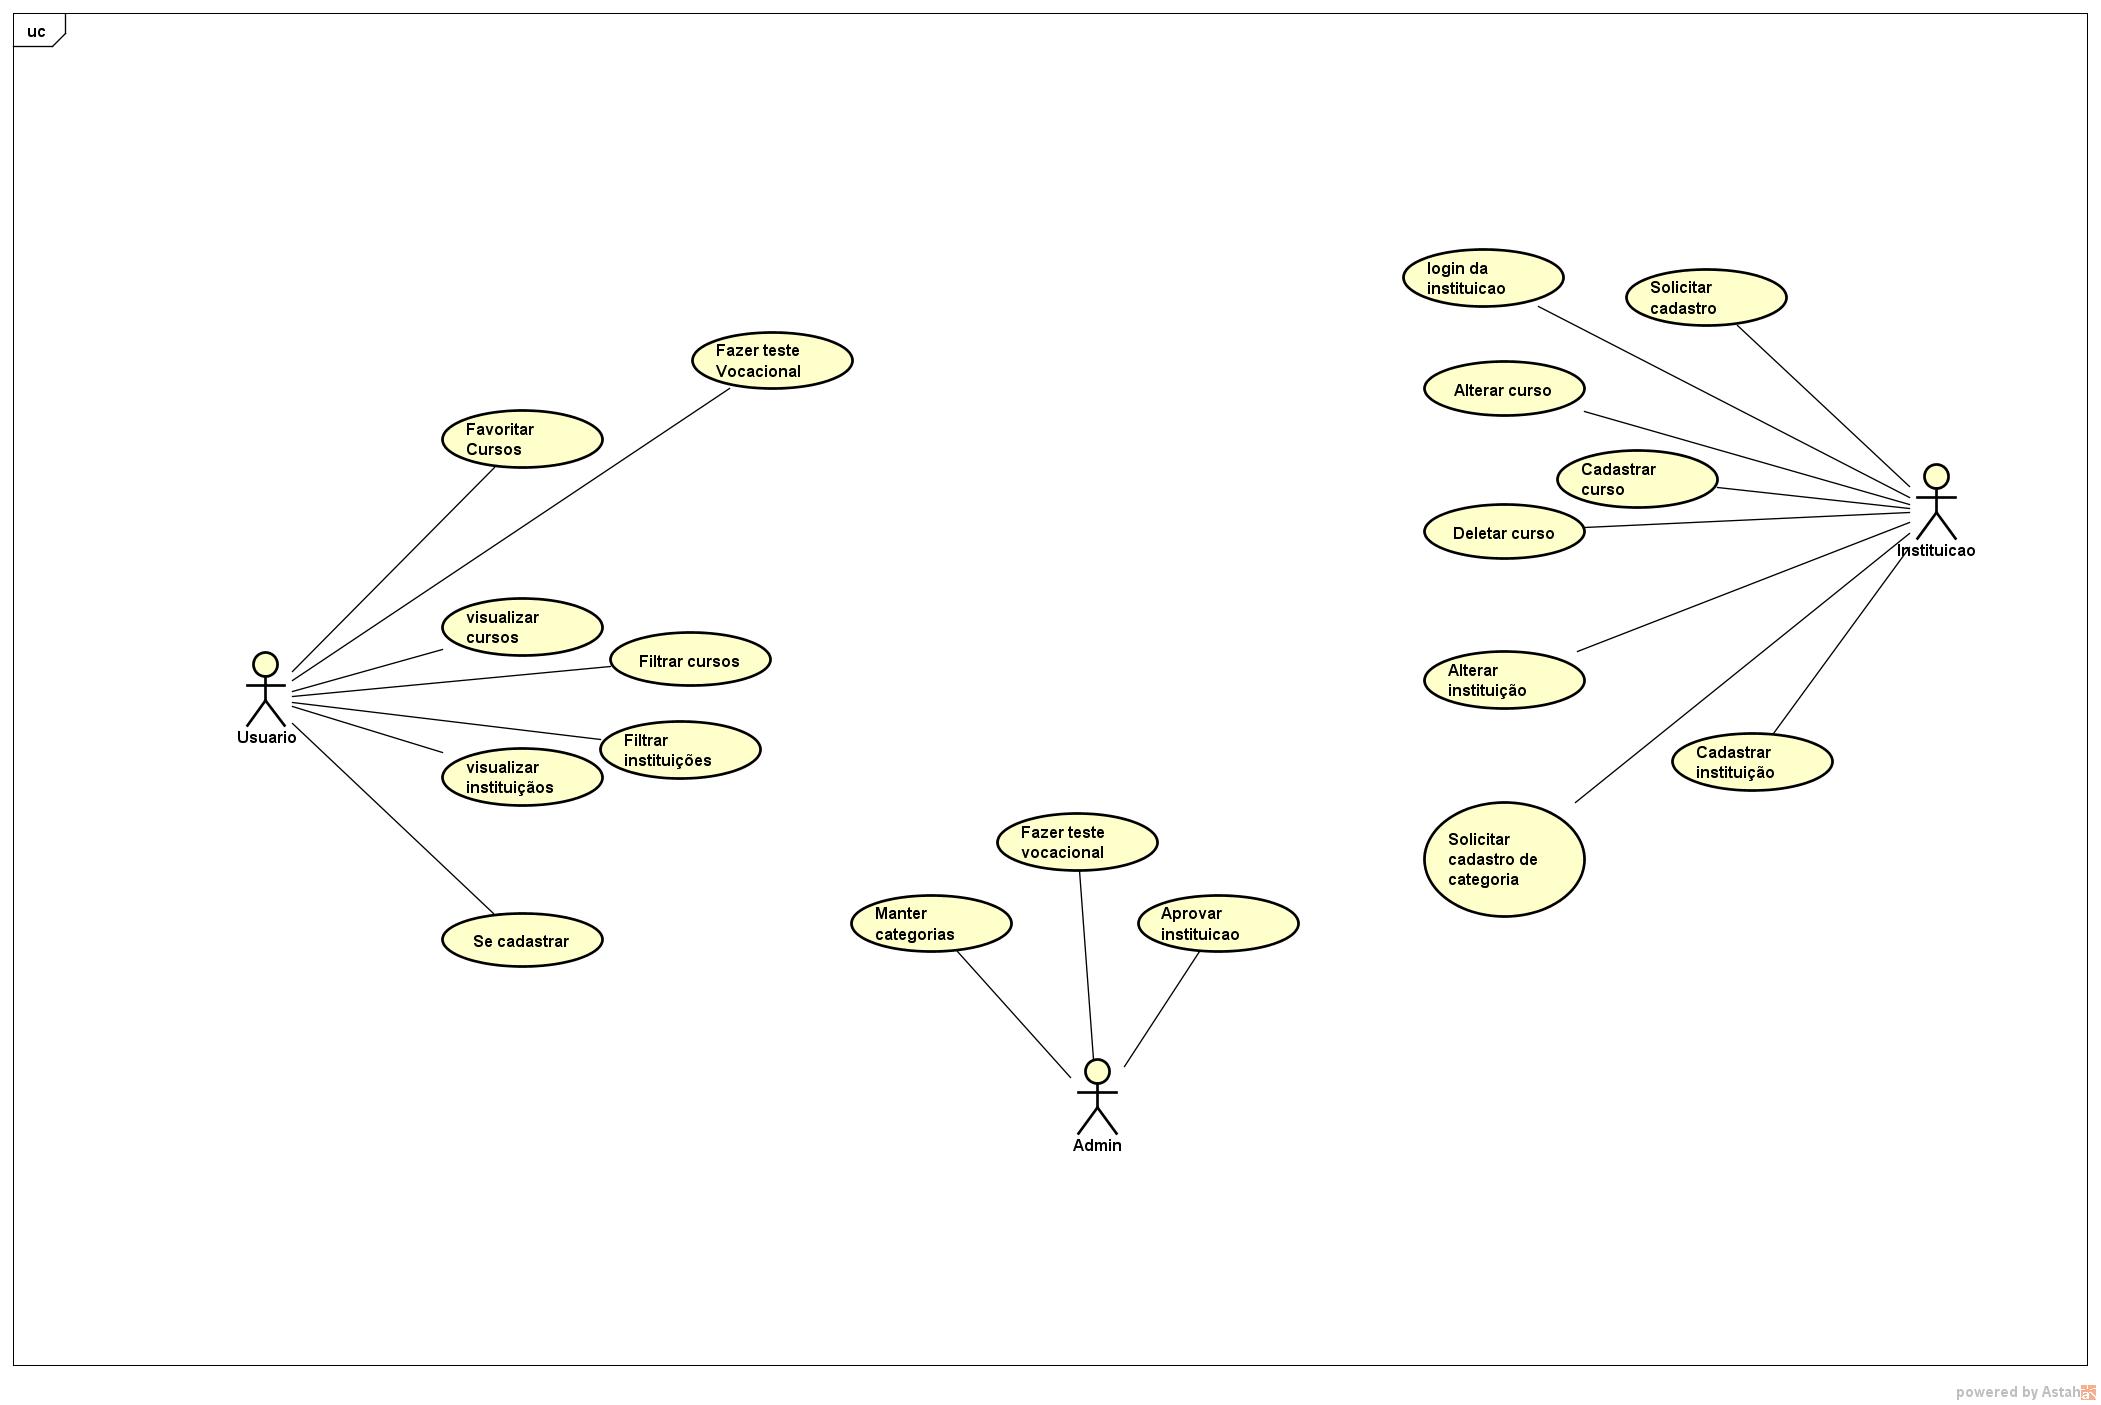 uc
login da
instituicao
Solicitar
cadastro
Fazer teste
Vocacional
Alterar curso
Favoritar
Cursos
Cadastrar
curso
Deletar curso
Instituicao
visualizar
cursos
Filtrar cursos
Alterar
instituição
Usuario
Filtrar
instituições
visualizar
instituiçãos
Cadastrar
instituição
Fazer teste
vocacional
Solicitar
cadastro de
categoria
Manter
categorias
Aprovar
instituicao
Se cadastrar
Admin
powered by Astah